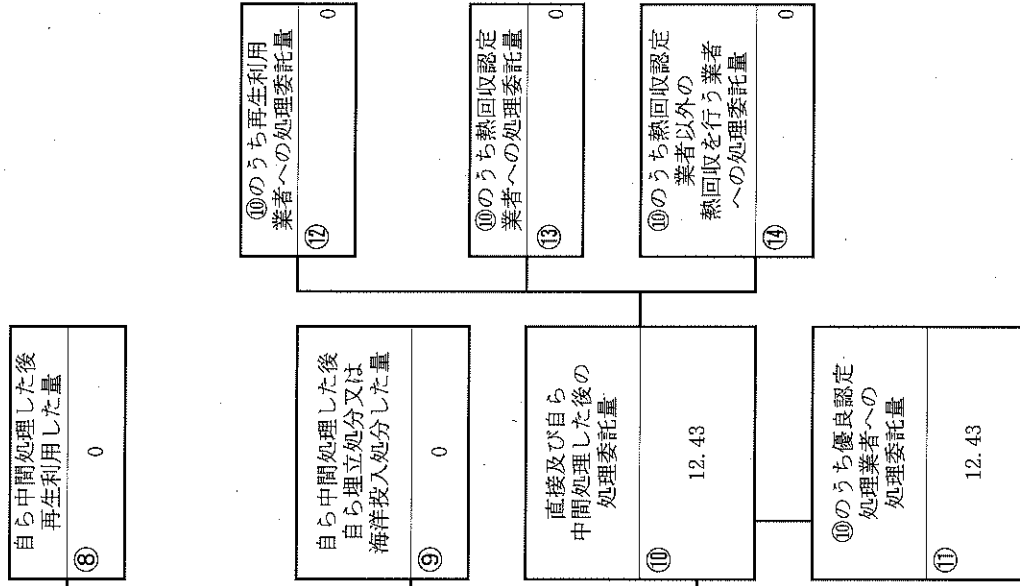 自ら中間処理した後
再生利用した量
⑧
0
自ら中間処理した後
自ら埋立処分又は
海洋投入処分した量
⑨
0
直接及び自ら
中間処理した後の
処理委託量
⑩
12.43
⑩のうち優良認定
処理業者への
処理委託量
⑪
12.43
⑩のうち再生利用
業者への処理委託量
⑫
0
⑩のうち熱回収認定
業者への処理委託量
⑬
0
⑩のうち熱回収認定
業者以外の
熱回収を行う業者
への処理委託量
⑭
0